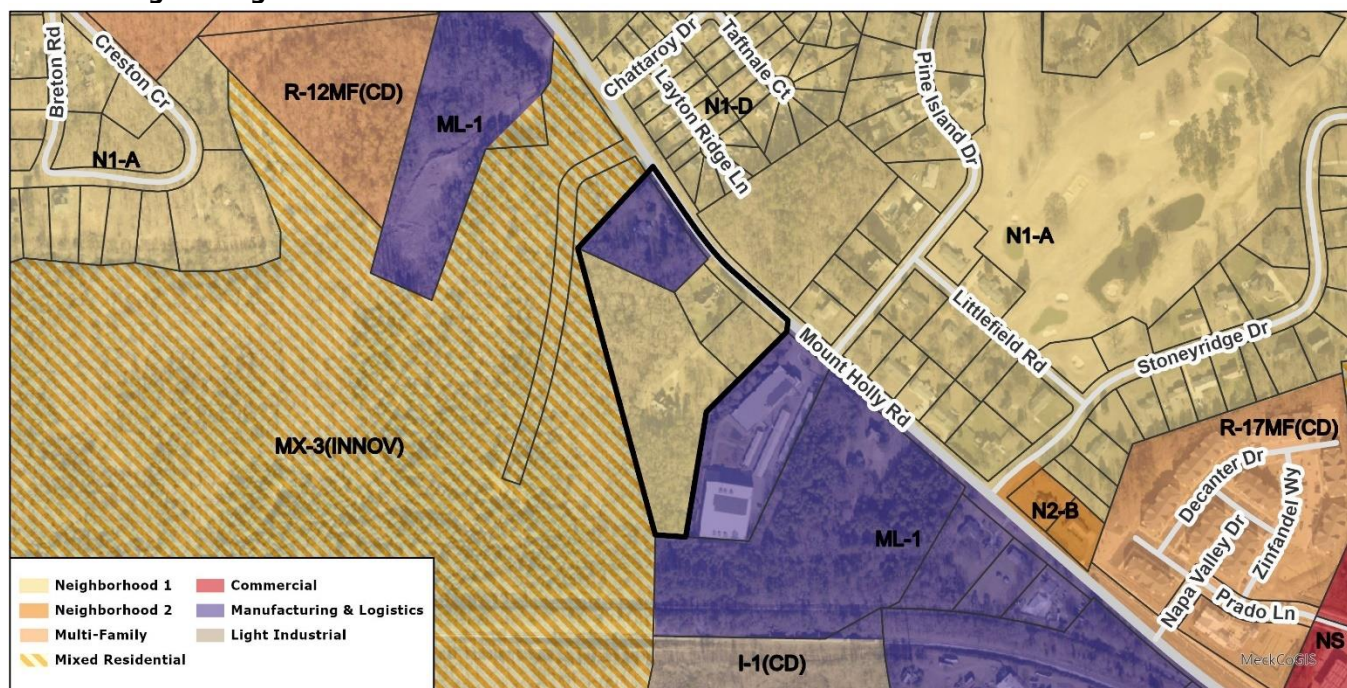 Breton Rd
Creston Cr
N1-A
R-12MF(CD)
ML-1
Chattaroy Dr
Taftnale Ct
Layton Ridge Ln
N1-D
Pine Island Dr
N1-A
Littlefield Rd
Stoneyridge Dr
Mount Holly Rd
MX-3(INNOV)
R-17MF(CD)
Decanter Dr
Zinfandel Wy
N2-B
Napa Valley Dr
ML-1
Prado Ln
NS
I-1(CD)
MeckCoGIS
Neighborhood 1
Neighborhood 2
Multi-Family
Mixed Residential
Commercial
Manufacturing & Logistics
Light Industrial